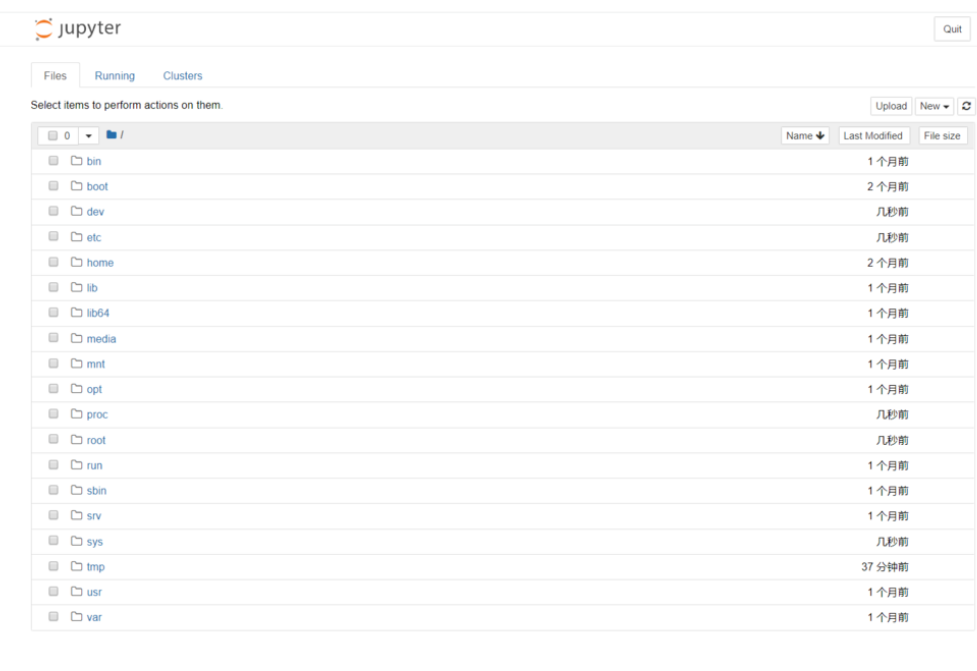 jupyter Quit
Files Running Clusters
Select items to perform actions on them. Upload New
0 / Name Last Modified File size
bin 1 个月前
boot 2 个月前
dev 几秒前
etc 几秒前
home 2 个月前
lib 1 个月前
lib64 1 个月前
media 1 个月前
mnt 1 个月前
opt 1 个月前
proc 几秒前
root 几秒前
run 1 个月前
sbin 1 个月前
srv 1 个月前
sys 几秒前
tmp 37 分钟前
usr 1 个月前
var 1 个月前